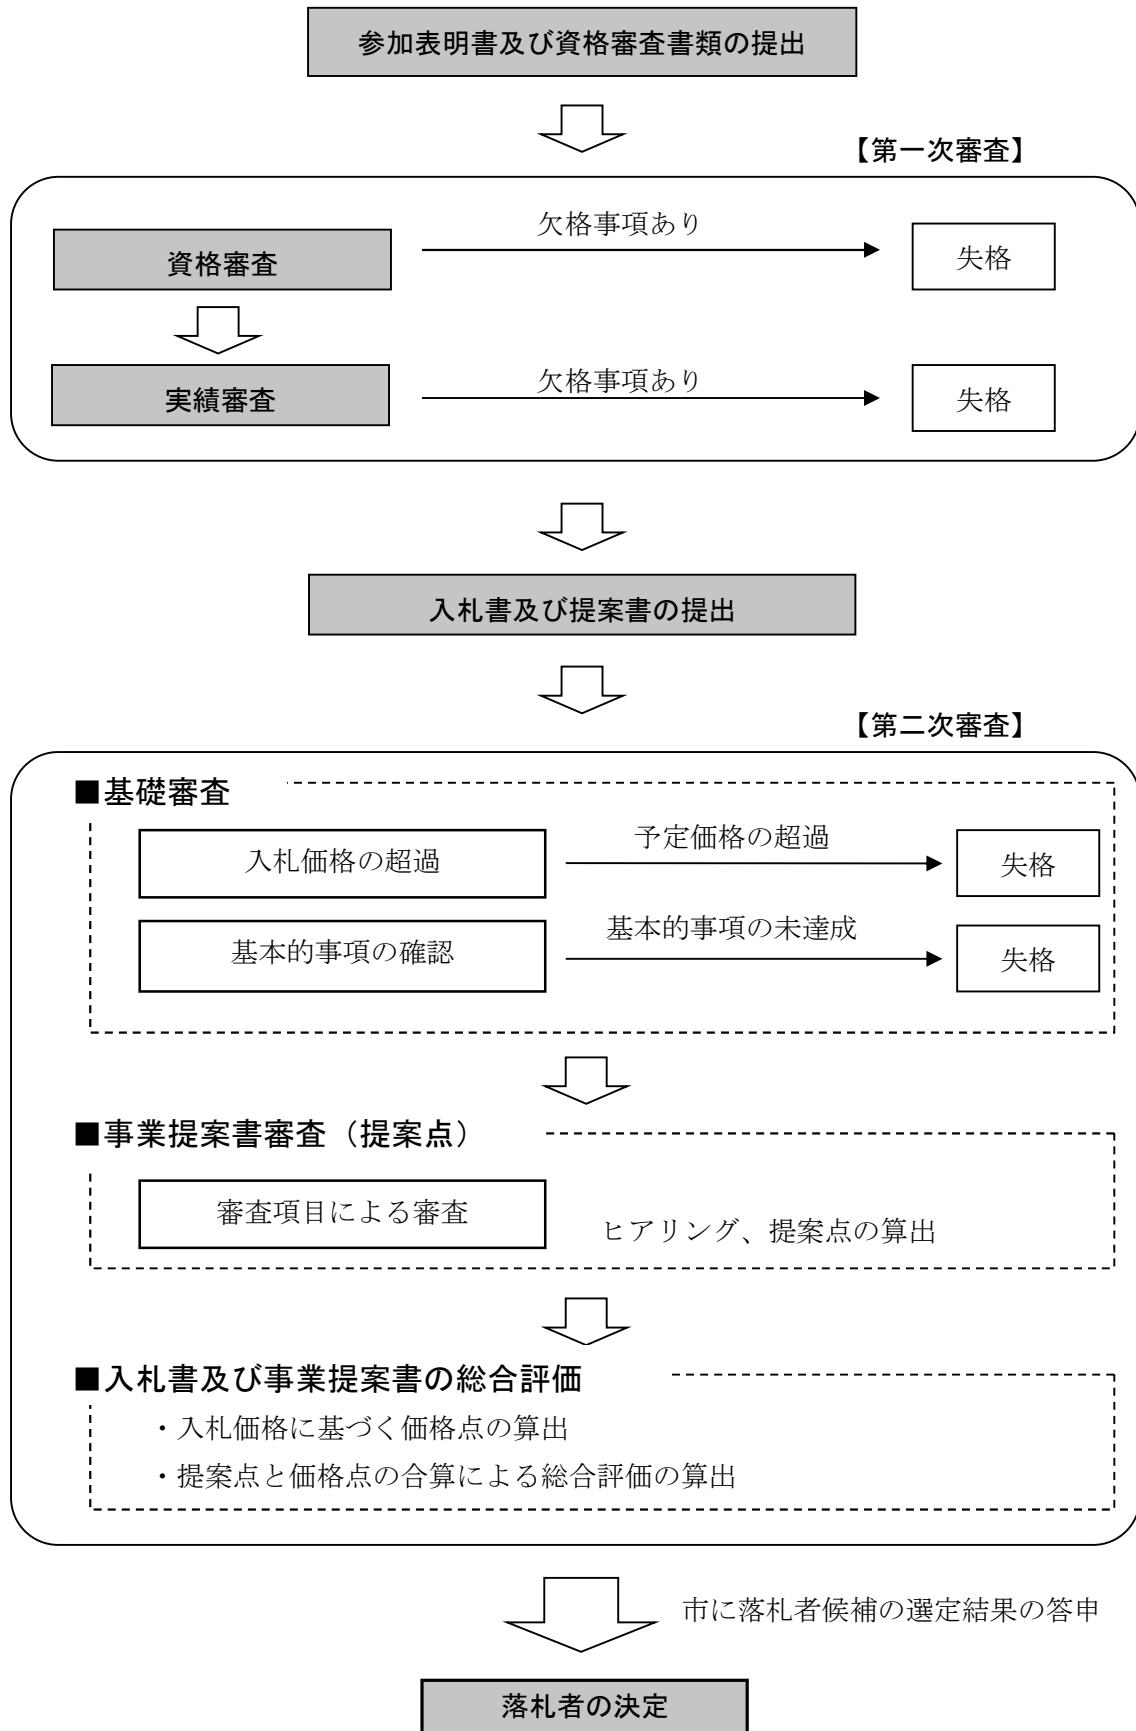 参加表明書及び資格審査書類の提出
【第一次審査】
欠格事項あり
資格審査
失格
欠格事項あり
実績審査
失格
入札書及び提案書の提出
【第二次審査】
■基礎審査
予定価格の超過
入札価格の超過
失格
基本的事項の未達成
基本的事項の確認
失格
■事業提案書審査（提案点）
審査項目による審査
ヒアリング、提案点の算出
■入札書及び事業提案書の総合評価
・入札価格に基づく価格点の算出
・提案点と価格点の合算による総合評価の算出
市に落札者候補の選定結果の答申
落札者の決定